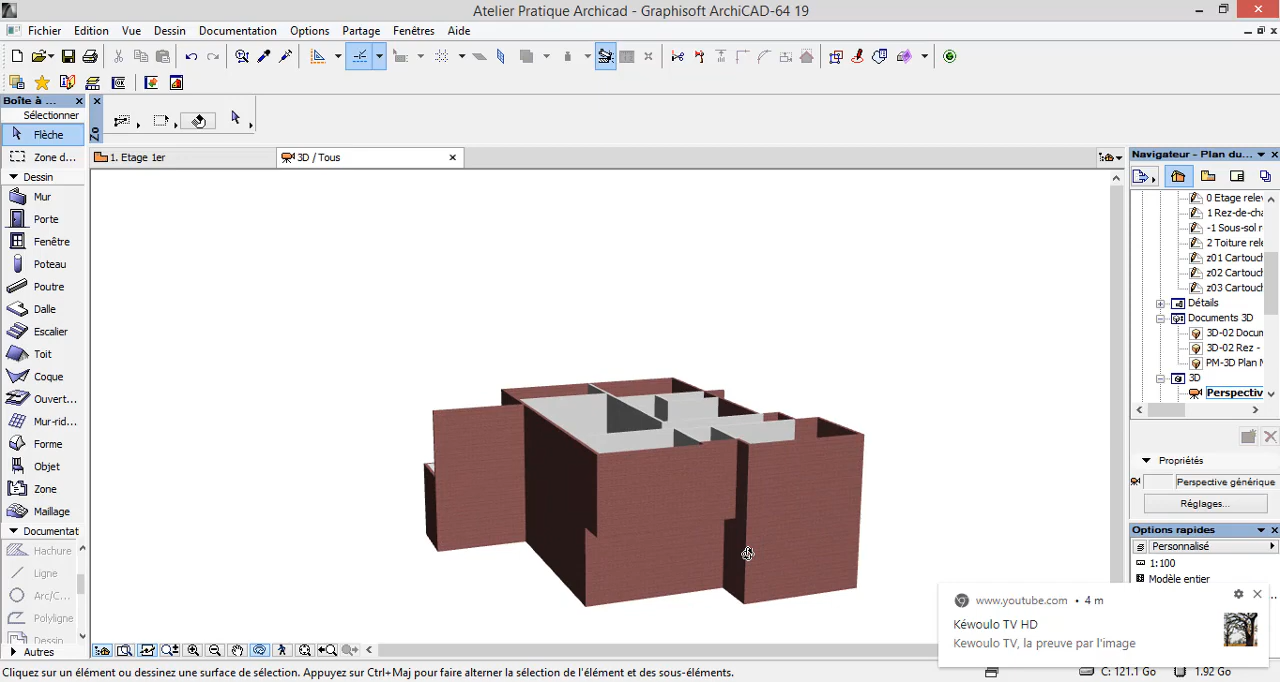 Atelier Pratique Archicad - Graphisoft ArchiCAD-64 19
Fichier Edition Vue Dessin Documentation Options Partage Fenêtres Aide
Boîte à ...
Sélectionner
Flèche
Zone d...
Dessin
Mur
Porte
Fenêtre
Poteau
Poutre
Dalle
Escalier
Toit
Coque
Ouvert...
Mur-rid...
Forme
Objet
Zone
Maillage
Documentat
Hachure
Ligne
Arc/C...
Polyligne
Dessin
Autres
1. Etage 1er
3D / Tous
Navigateur - Plan du...
0 Etage relev
1 Rez-de-cha
-1 Sous-sol r
2 Toiture rele
z01 Cartouch
z02 Cartouch
z03 Cartouch
Détails
Documents 3D
3D-02 Docum
3D-02 Rez -
PM-3D Plan M
3D
Perspectiv
Propriétés
Perspective générique
Réglages...
Options rapides
Personnalisé
1:100
Modèle entier
www.youtube.com • 4 m
Kéwoulo TV HD
Kewoulo TV, la preuve par l'image
Cliquez sur un élément ou dessinez une surface de sélection. Appuyez sur Ctrl+Maj pour faire alterner la sélection de l'élément et des sous-éléments.
C: 121.1 Go
1.92 Go